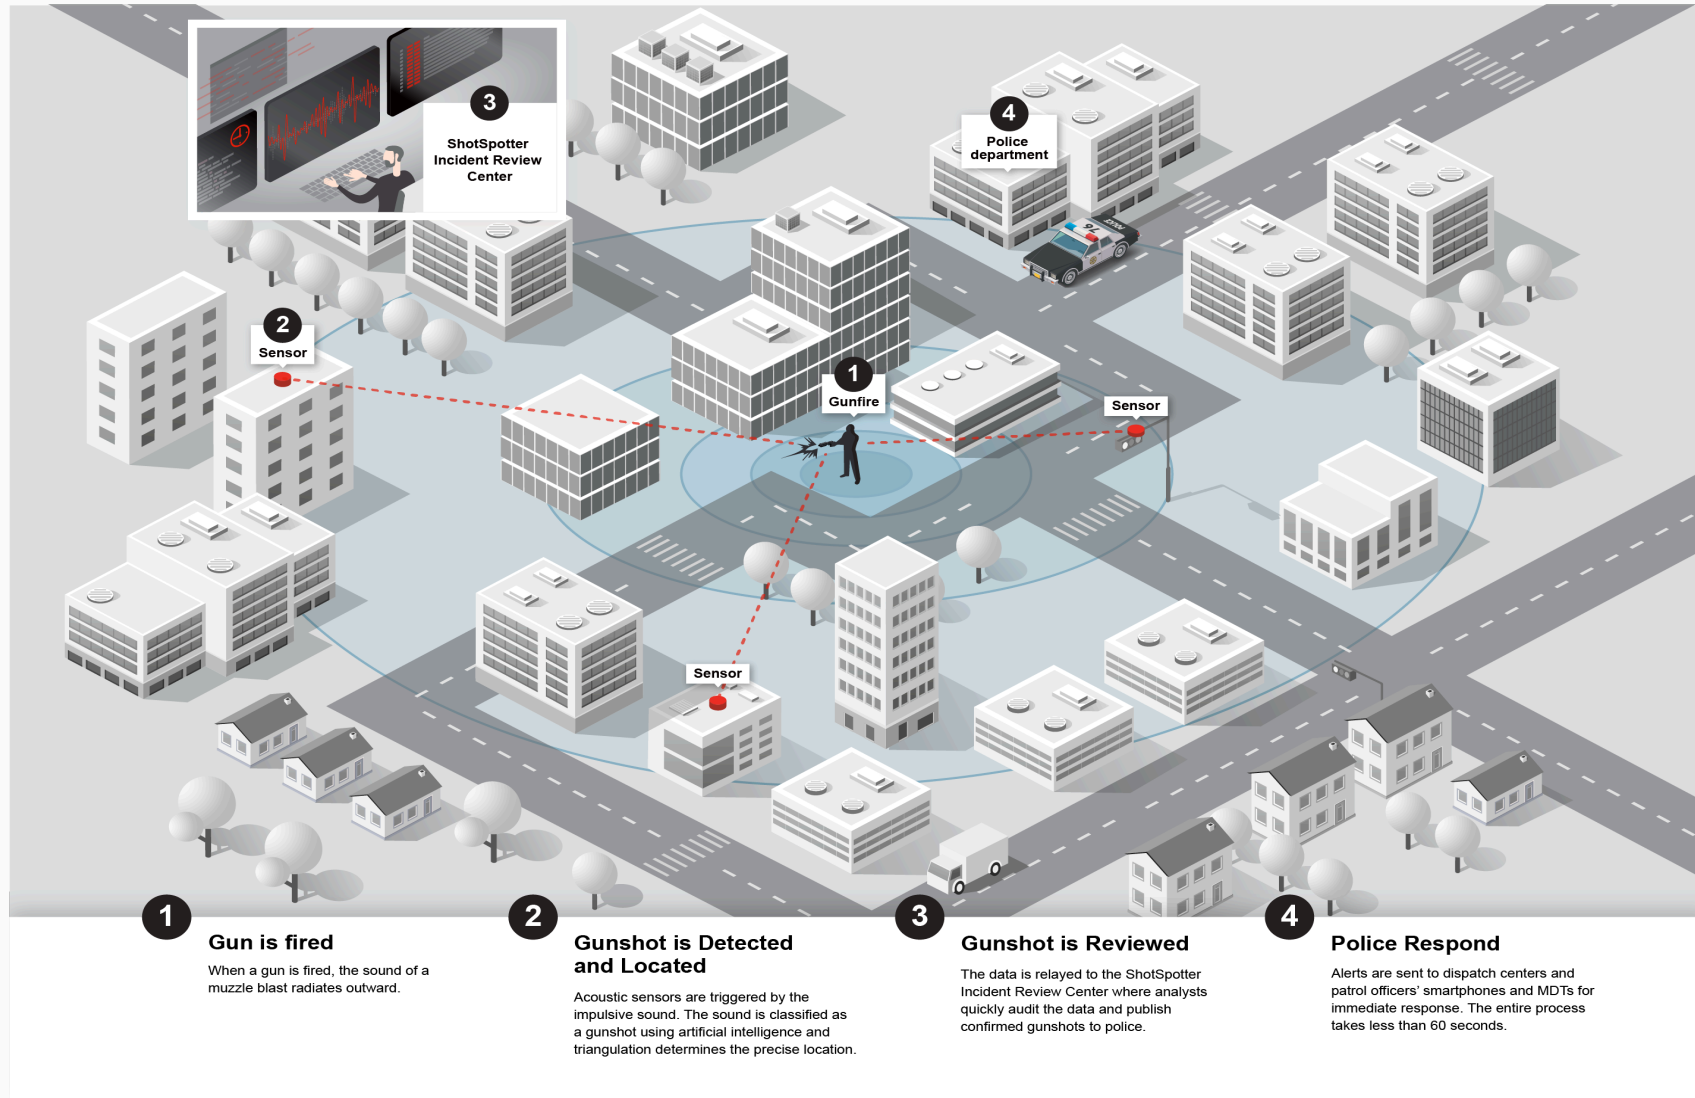 3
ShotSpotter
Incident Review
Center
4
Police
department
POLICE
76
2
Sensor
1
Gunfire
Sensor
Sensor
1
Gun is fired
When a gun is fired, the sound of a
muzzle blast radiates outward.
2
Gunshot is Detected
and Located
Acoustic sensors are triggered by the
impulsive sound. The sound is classified as
a gunshot using artificial intelligence and
triangulation determines the precise location.
3
Gunshot is Reviewed
The data is relayed to the ShotSpotter
Incident Review Center where analysts
quickly audit the data and publish
confirmed gunshots to police.
4
Police Respond
Alerts are sent to dispatch centers and
patrol officers’ smartphones and MDTs for
immediate response. The entire process
takes less than 60 seconds.